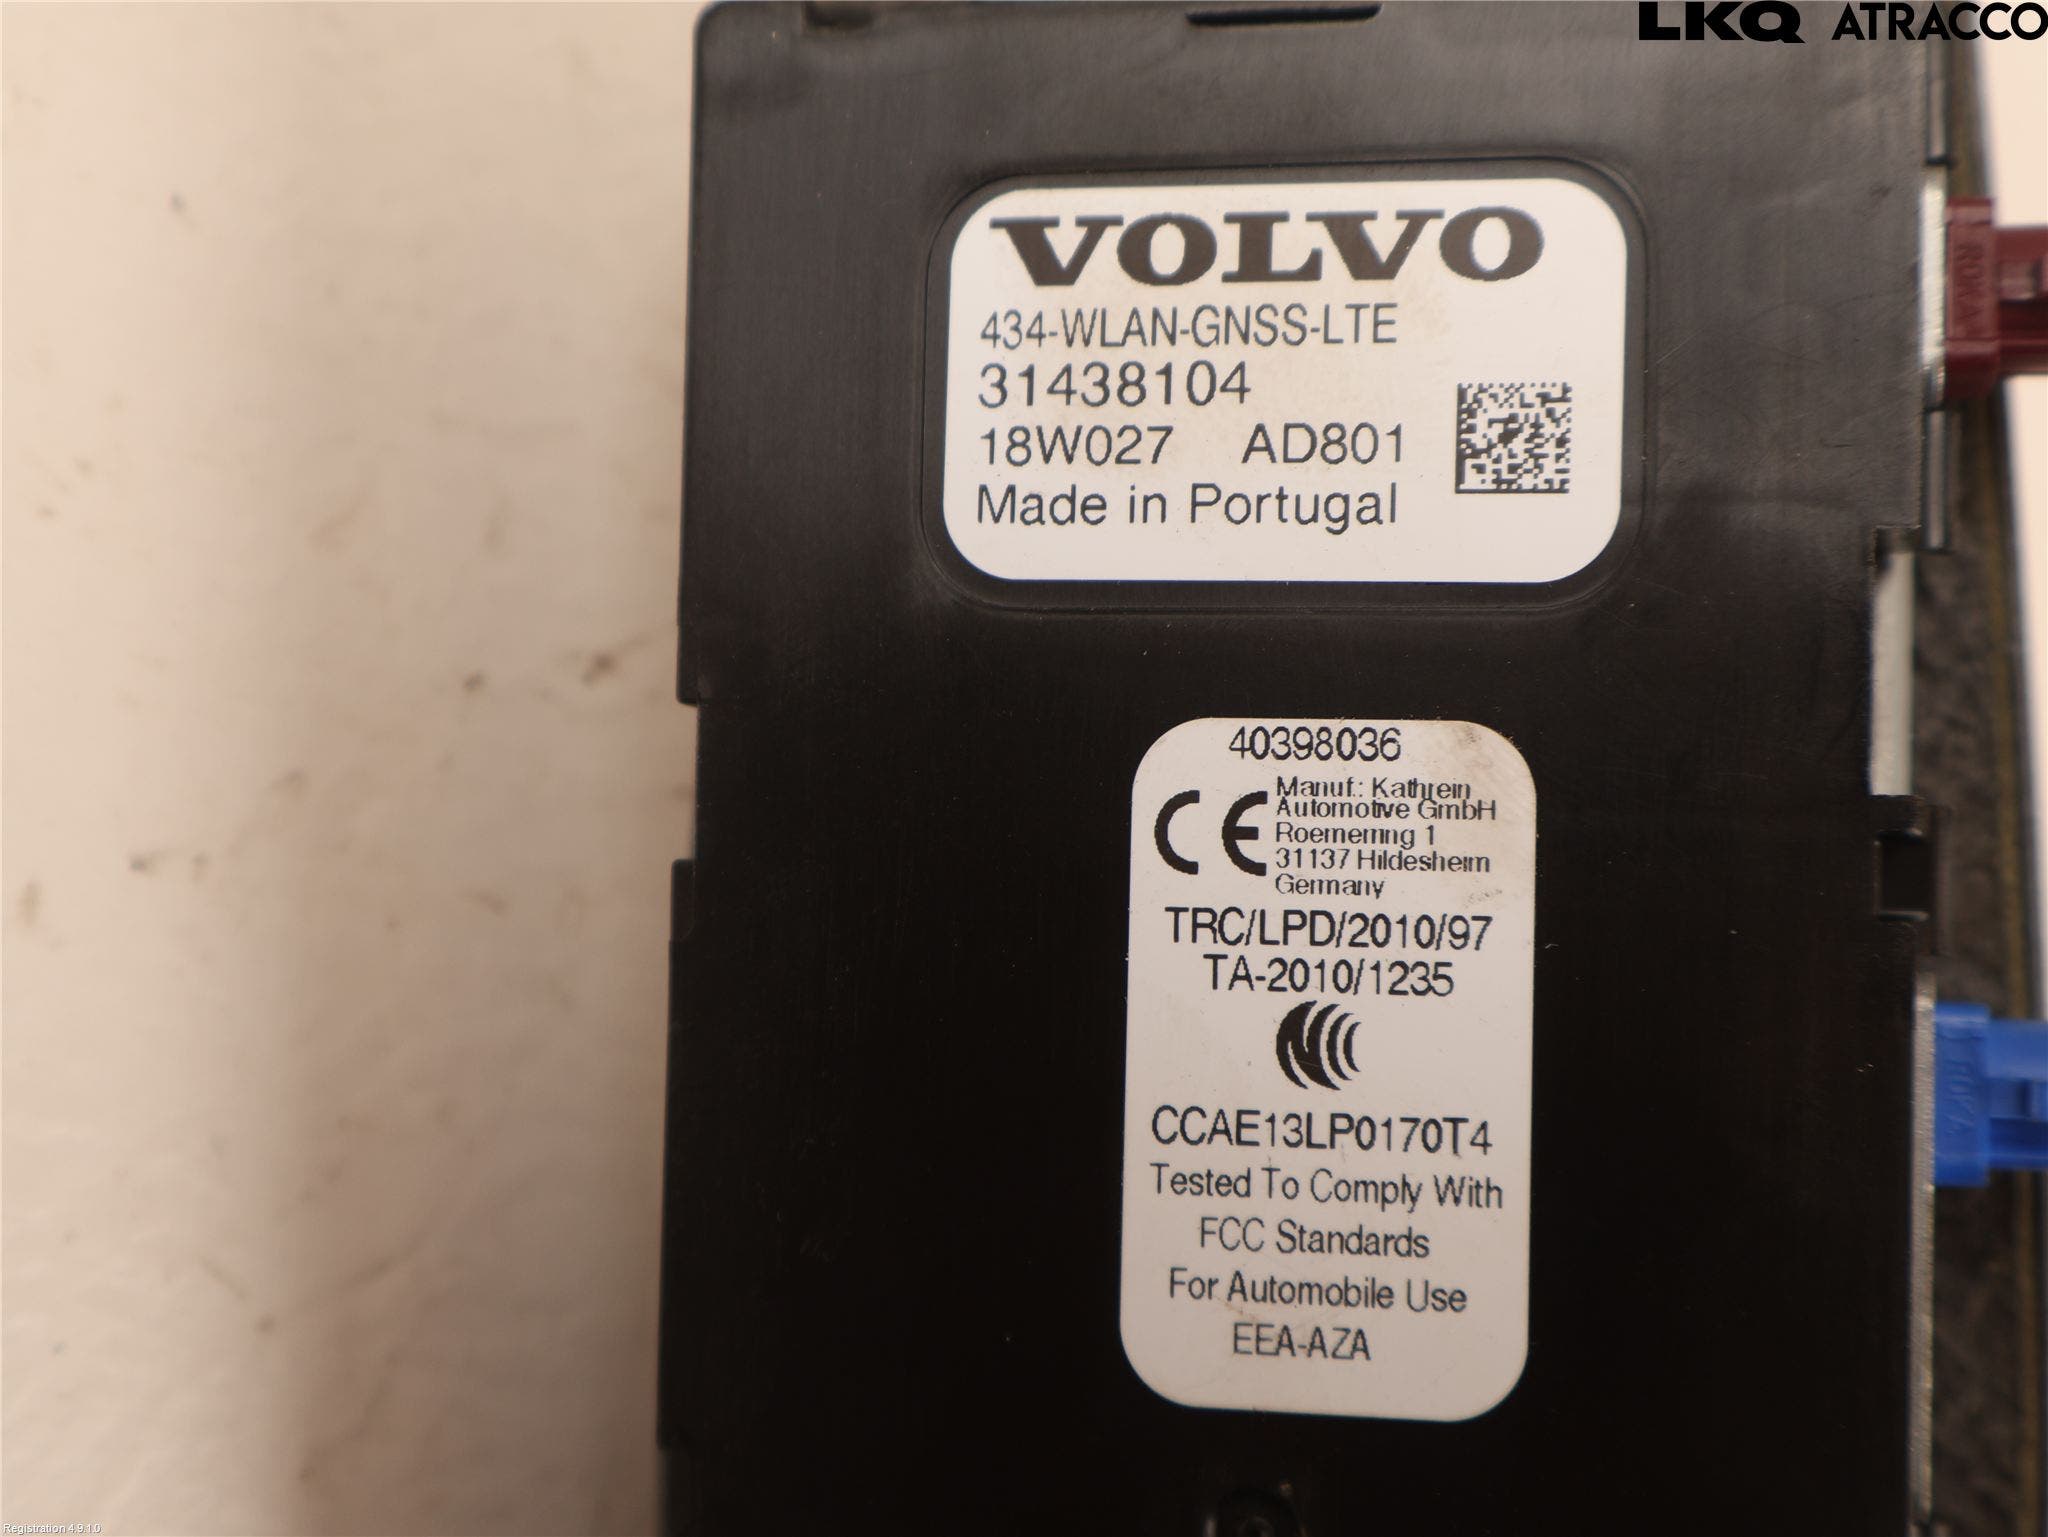 LKQ ATRACCO
VOLVO
434-WLAN-GNSS-LTE
31438104
18W027 AD801
Made in Portugal
40398036
CE
Manuf.: Kathrein
Automotive GmbH
Roemerring 1
31137 Hildesheim
Germany
TRC/LPD/2010/97
TA-2010/1235
CCAE13LP0170T4
Tested To Comply With
FCC Standards
For Automobile Use
EEA-AZA
ROKA
Registration 4.9.1.0